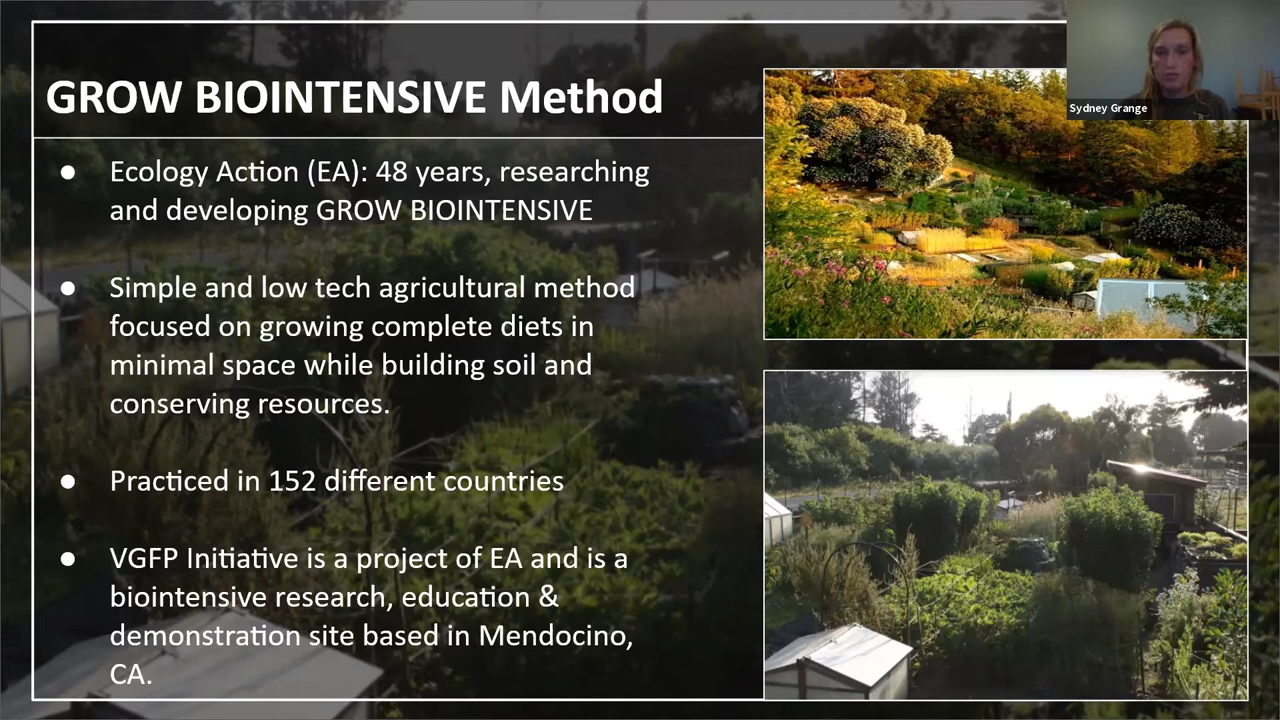 GROW BIOINTENSIVE Method
Sydney Grange
● Ecology Action (EA): 48 years, researching
and developing GROW BIOINTENSIVE
● Simple and low tech agricultural method
focused on growing complete diets in
minimal space while building soil and
conserving resources.
● Practiced in 152 different countries
● VGFP Initiative is a project of EA and is a
biointensive research, education &
demonstration site based in Mendocino,
CA.